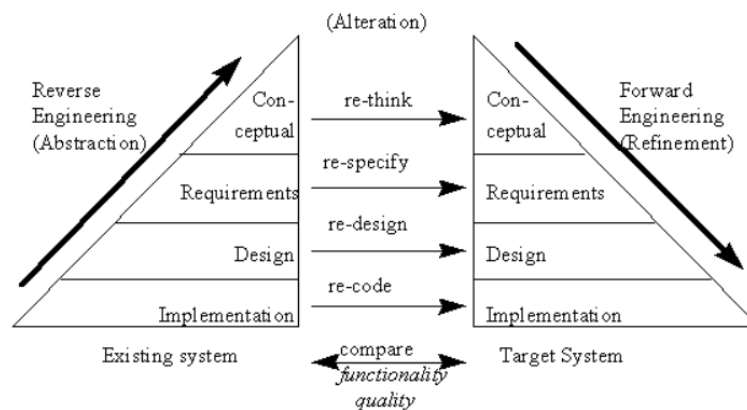 (Alteration)
Reverse
Engineering
(Abstraction)
Con-
ceptual
re-think
Con-
ceptual
Forward
Engineering
(Refinement)
re-specify
Requirements
Requirements
re-design
Design
Design
re-code
Implementation
Implementation
Existing system
compare
Target System
functionality
quality